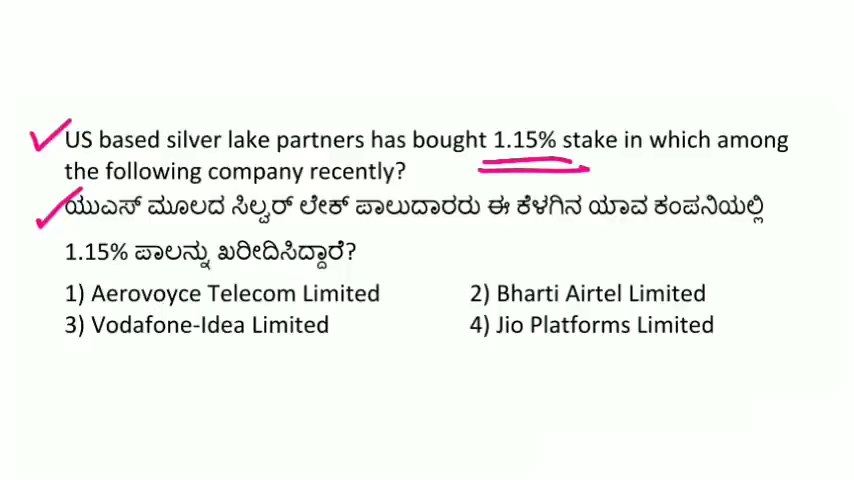 US based silver lake partners has bought 1.15% stake in which among
the following company recently?
ಯುಎಸ್ ಮೂಲದ ಸಿಲ್ವರ್ ಲೇಕ್ ಪಾಲುದಾರರು ಈ ಕೆಳಗಿನ ಯಾವ ಕಂಪನಿಯಲ್ಲಿ
1.15% ಪಾಲನ್ನು ಖರೀದಿಸಿದ್ದಾರೆ?
1) Aerovoyce Telecom Limited 2) Bharti Airtel Limited
3) Vodafone-Idea Limited 4) Jio Platforms Limited